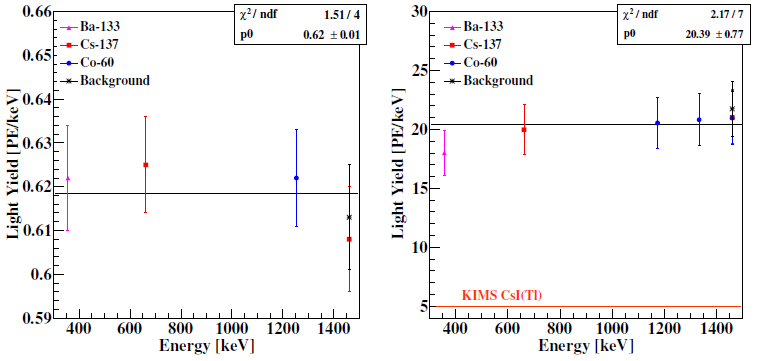 χ² / ndf 1.51 / 4
p0 0.62 ± 0.01
Ba-133
Cs-137
Co-60
Background
Light Yield [PE/keV]
0.66
0.65
0.64
0.63
0.62
0.61
0.6
0.59
400 600 800 1000 1200 1400
Energy [keV]
χ² / ndf 2.17 / 7
p0 20.39 ± 0.77
Ba-133
Cs-137
Co-60
Background
Light Yield [PE/keV]
30
25
20
15
10
5
KIMS CsI(Tl)
400 600 800 1000 1200 1400
Energy [keV]